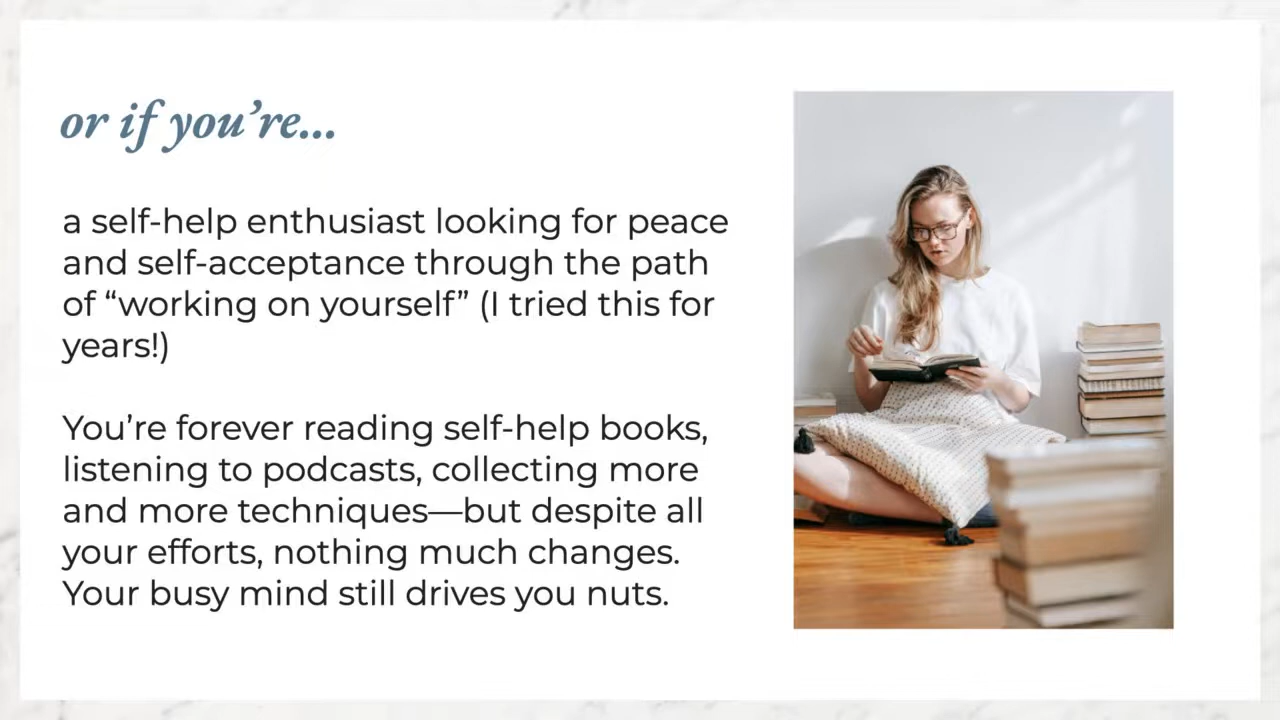 or if you’re...
a self-help enthusiast looking for peace
and self-acceptance through the path
of “working on yourself” (I tried this for
years!)
You’re forever reading self-help books,
listening to podcasts, collecting more
and more techniques—but despite all
your efforts, nothing much changes.
Your busy mind still drives you nuts.